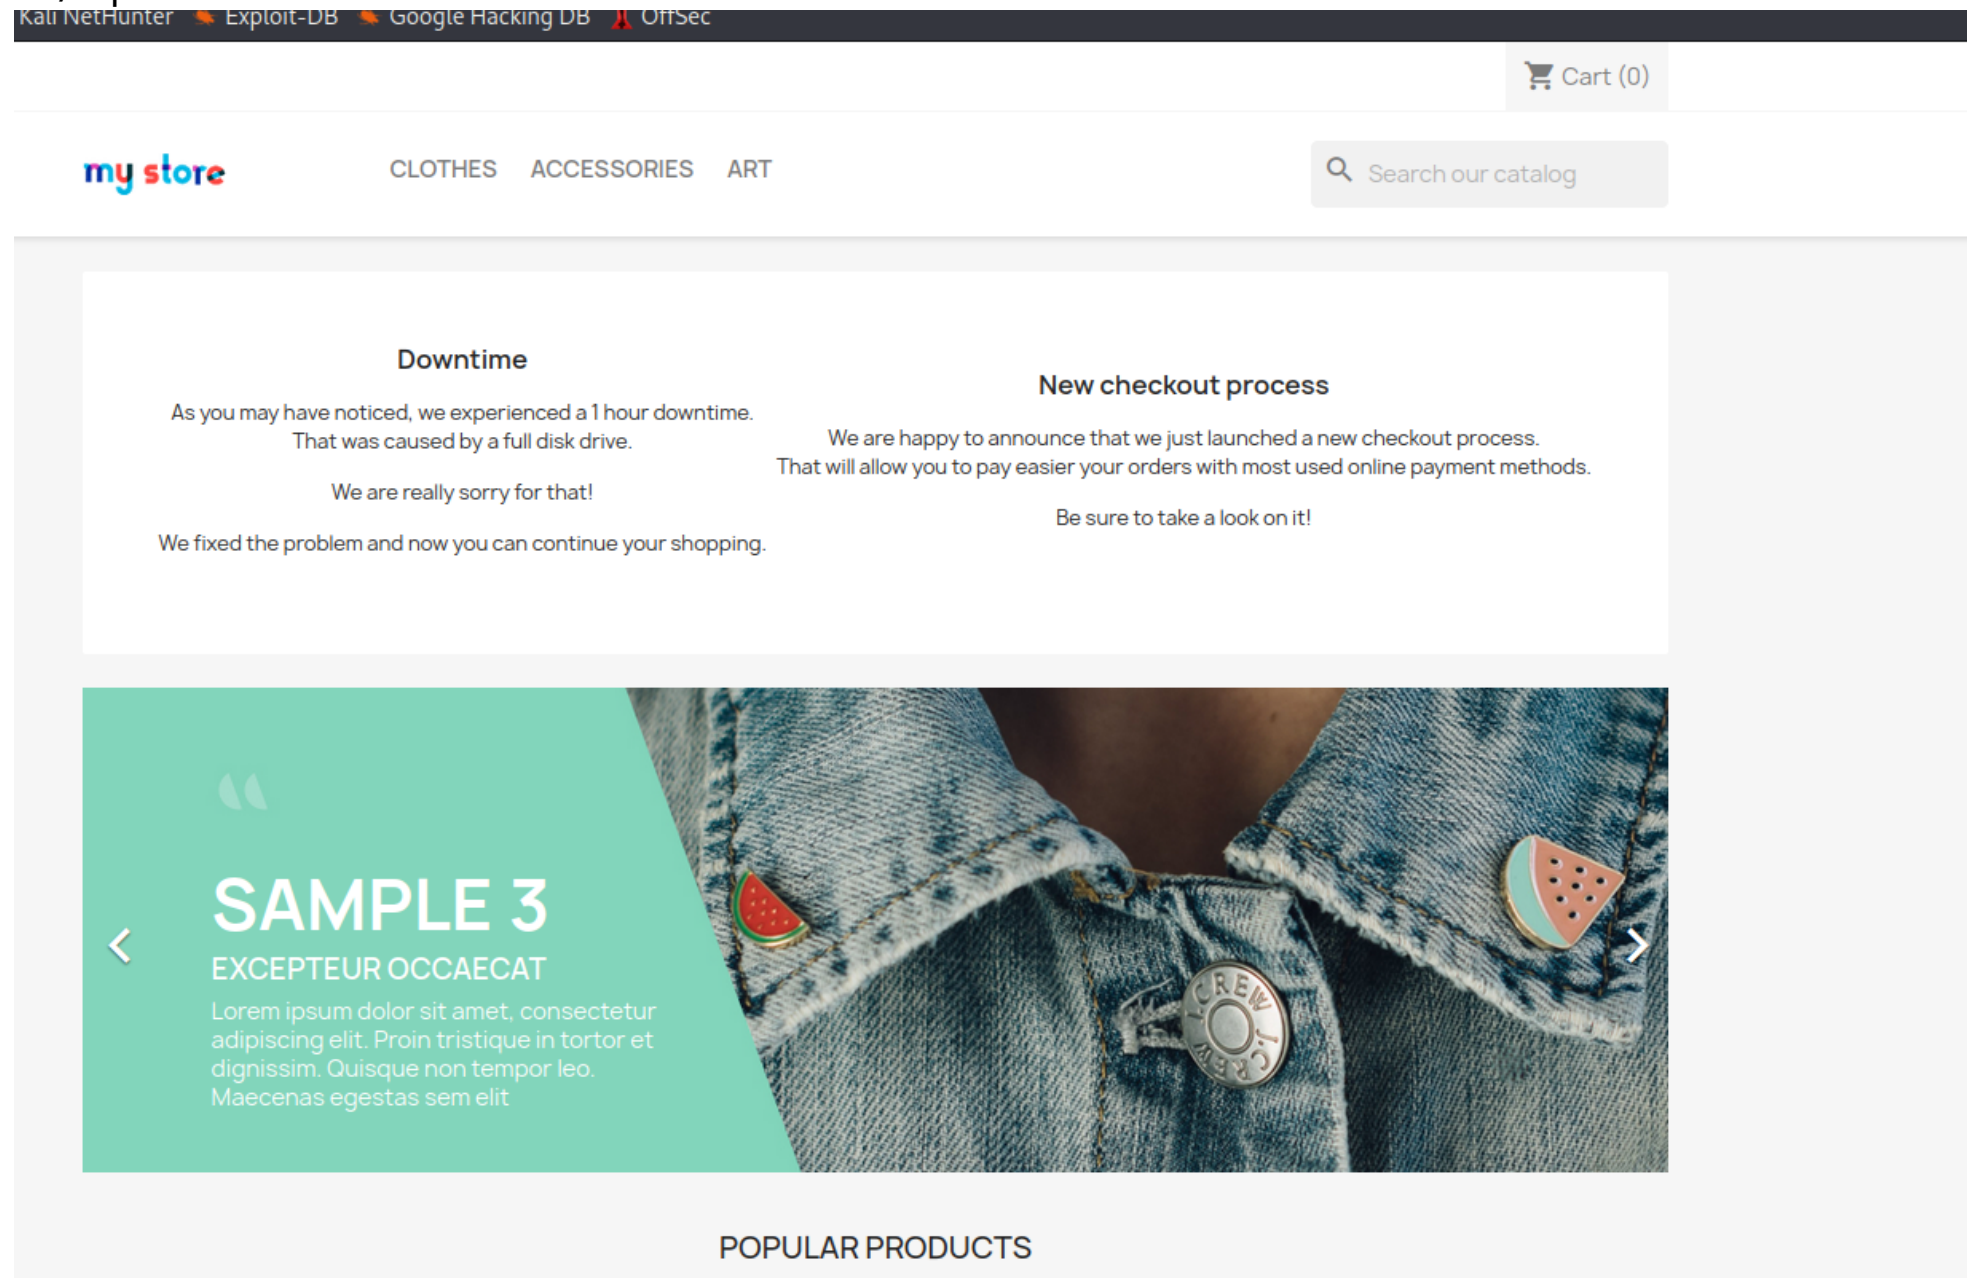 Kali NetHunter Exploit-DB Google Hacking DB OffSec
Cart (0)
my store CLOTHES ACCESSORIES ART Search our catalog
Downtime
As you may have noticed, we experienced a 1 hour downtime.
That was caused by a full disk drive.
We are really sorry for that!
We fixed the problem and now you can continue your shopping.
New checkout process
We are happy to announce that we just launched a new checkout process.
That will allow you to pay easier your orders with most used online payment methods.
Be sure to take a look on it!
“
SAMPLE 3
EXCEPTEUR OCCAECAT
Lorem ipsum dolor sit amet, consectetur
adipiscing elit. Proin tristique in tortor et
dignissim. Quisque non tempor leo.
Maecenas egestas sem elit
J.CREW J.CREW
POPULAR PRODUCTS